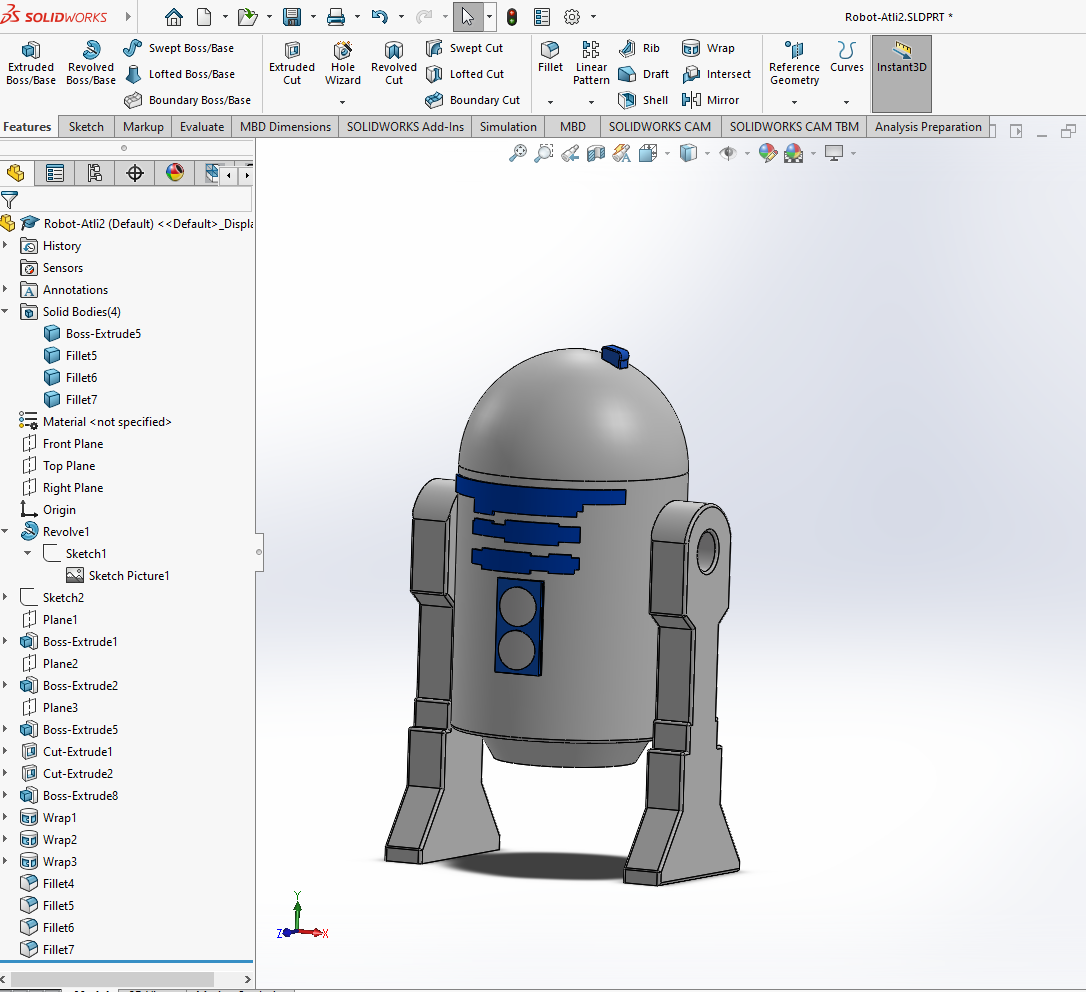 SOLIDWORKS
Robot-Atli2.SLDPRT *
Extruded Boss/Base
Revolved Boss/Base
Swept Boss/Base
Lofted Boss/Base
Boundary Boss/Base
Extruded Cut
Hole Wizard
Revolved Cut
Swept Cut
Lofted Cut
Boundary Cut
Fillet
Linear Pattern
Rib
Draft
Shell
Wrap
Intersect
Mirror
Reference Geometry
Curves
Instant3D
Features
Sketch
Markup
Evaluate
MBD Dimensions
SOLIDWORKS Add-Ins
Simulation
MBD
SOLIDWORKS CAM
SOLIDWORKS CAM TBM
Analysis Preparation
Robot-Atli2 (Default) <<Default>_Displa
History
Sensors
Annotations
Solid Bodies(4)
Boss-Extrude5
Fillet5
Fillet6
Fillet7
Material <not specified>
Front Plane
Top Plane
Right Plane
Origin
Revolve1
Sketch1
Sketch Picture1
Sketch2
Plane1
Boss-Extrude1
Plane2
Boss-Extrude2
Plane3
Boss-Extrude5
Cut-Extrude1
Cut-Extrude2
Boss-Extrude8
Wrap1
Wrap2
Wrap3
Fillet4
Fillet5
Fillet6
Fillet7
Y
Z
X